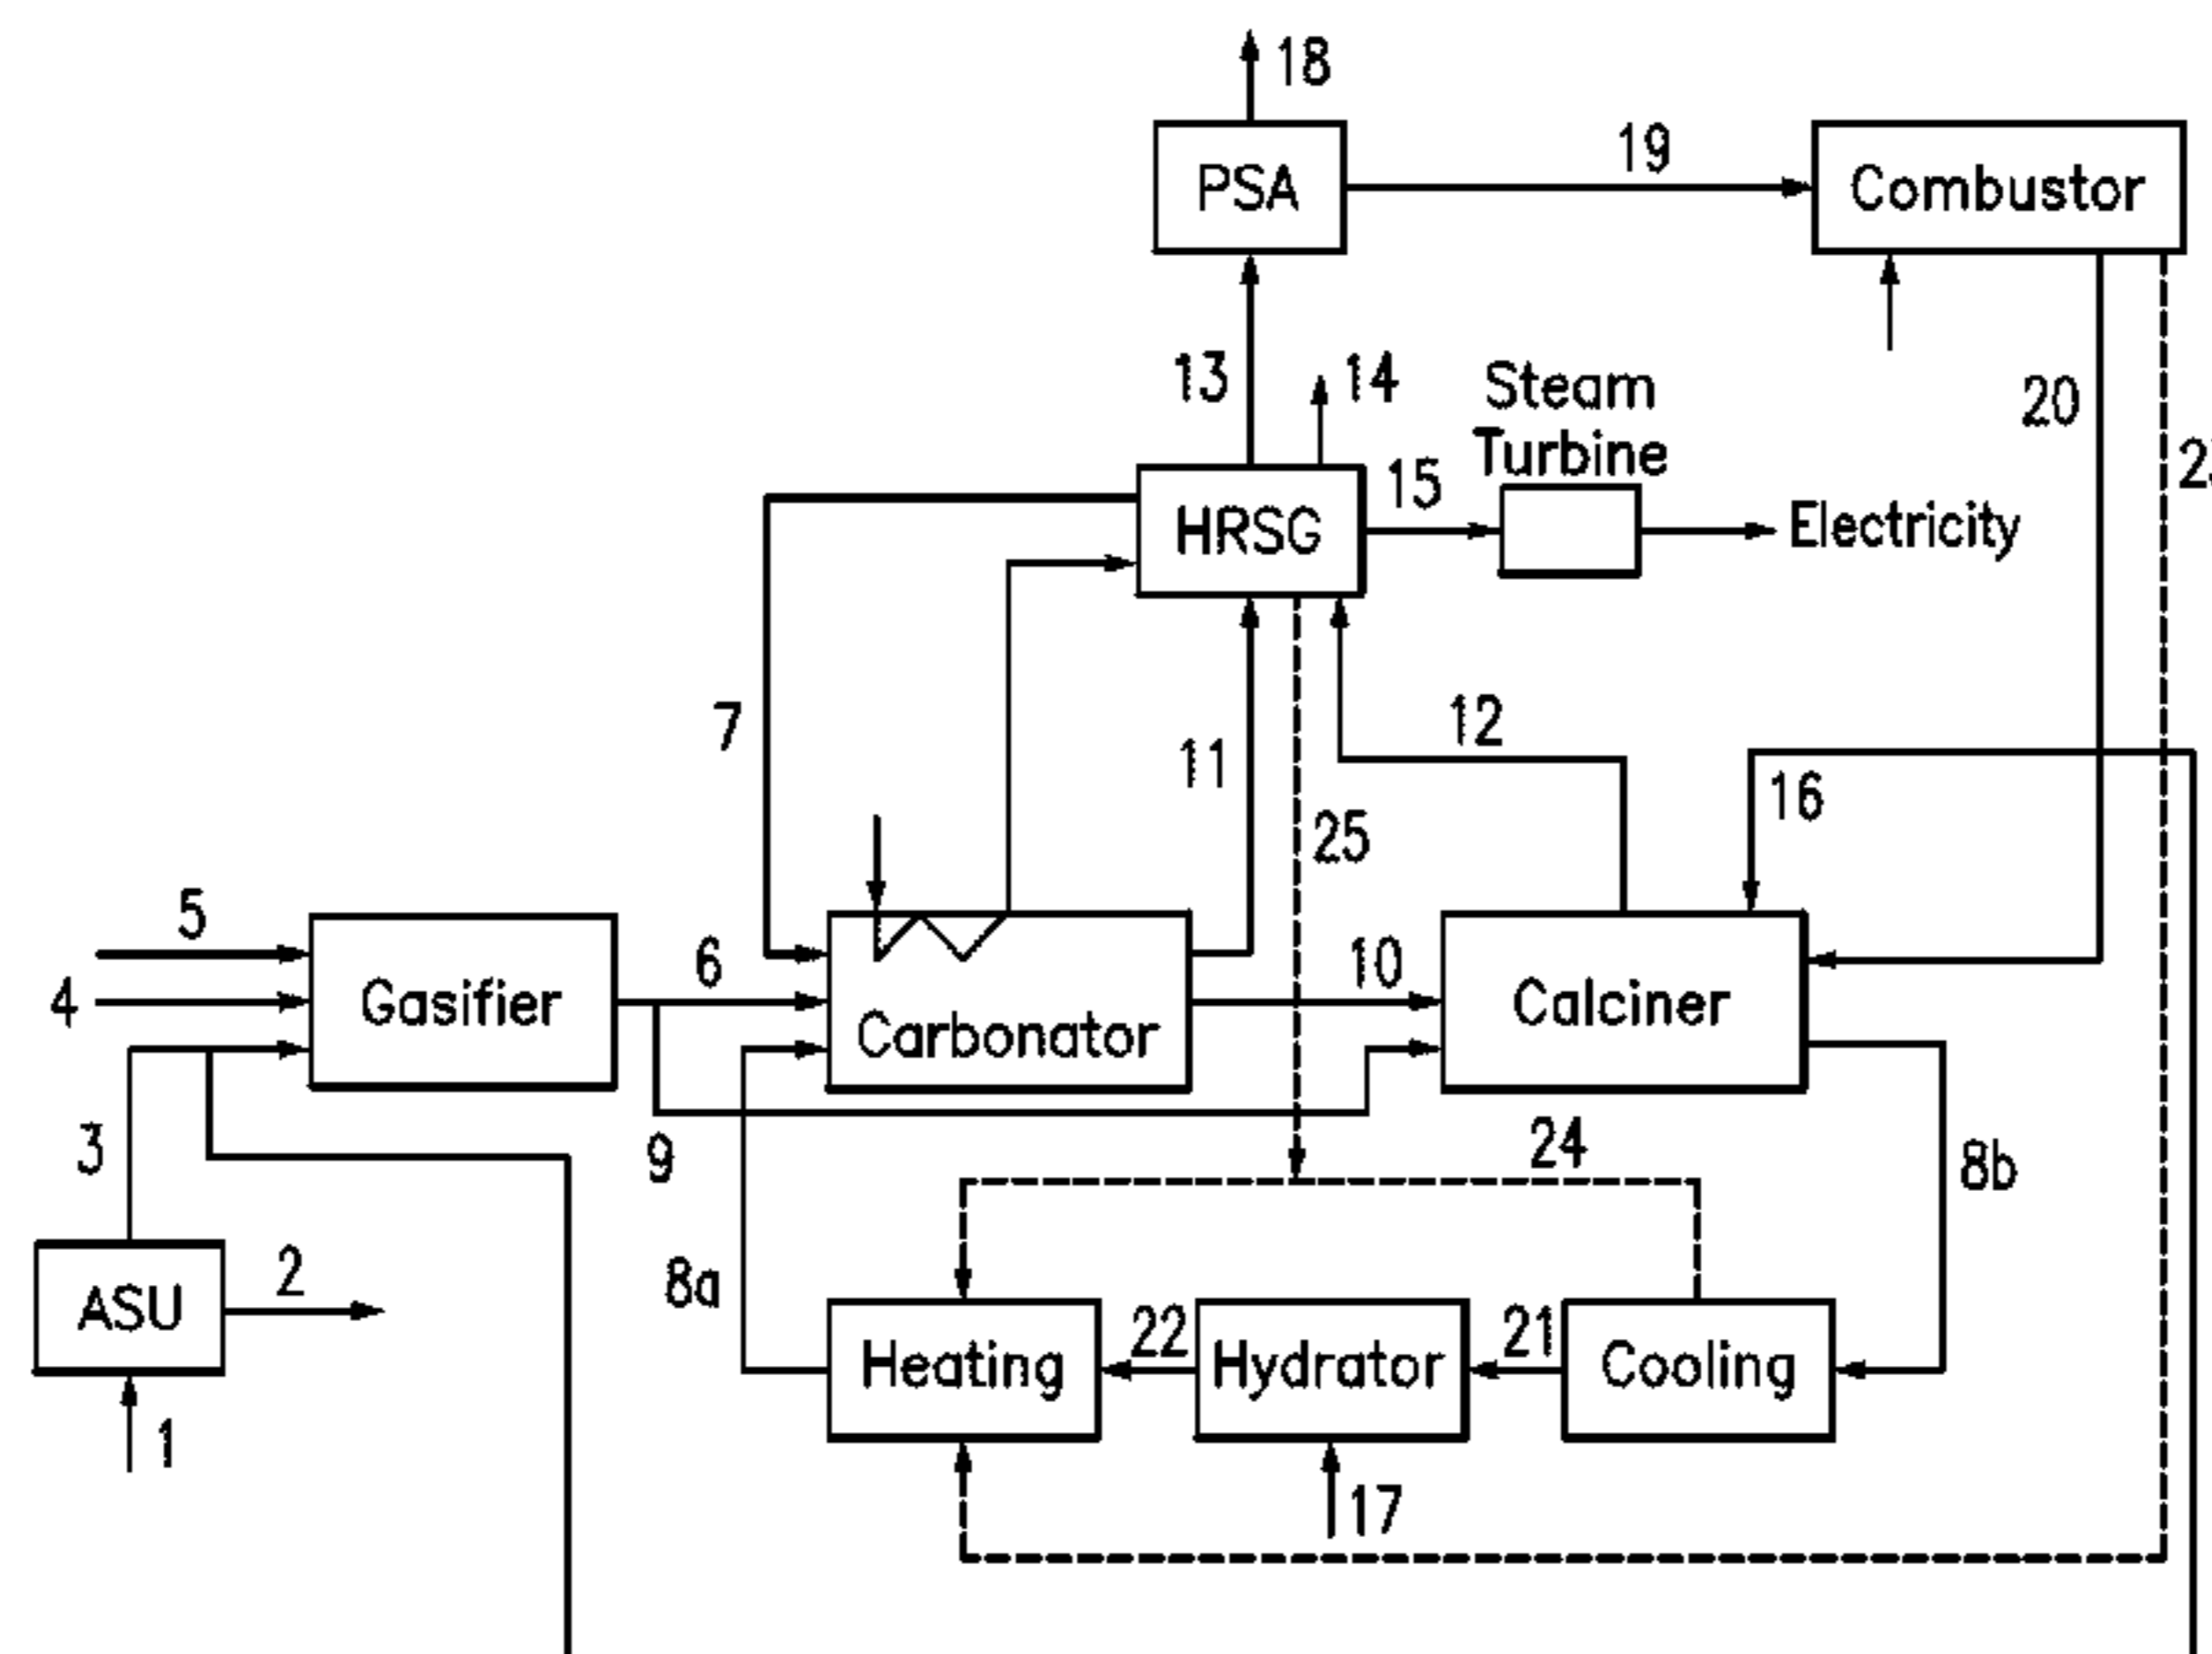 18
PSA
19
Combustor
13
14
Steam
Turbine
20
15
HRSG
Electricity
7
11
12
16
25
5
4
Gasifier
6
Carbonator
10
Calciner
3
9
24
8b
ASU
2
8a
Heating
22
Hydrator
21
Cooling
1
17